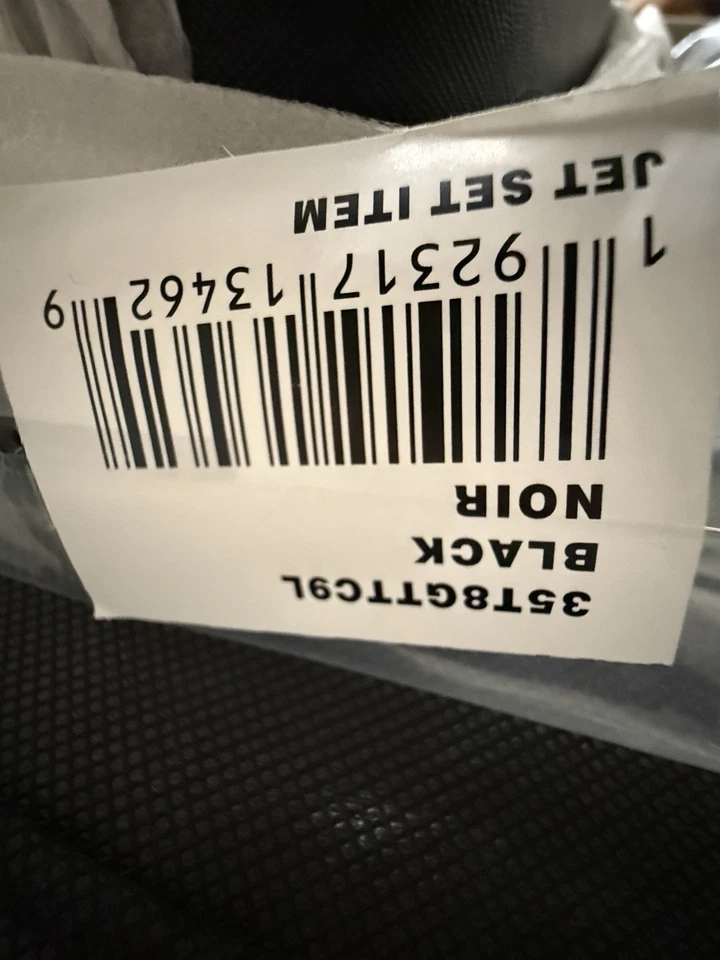 35T8GTTC9L
BLACK
NOIR
1 92317 13462 9
JET SET ITEM